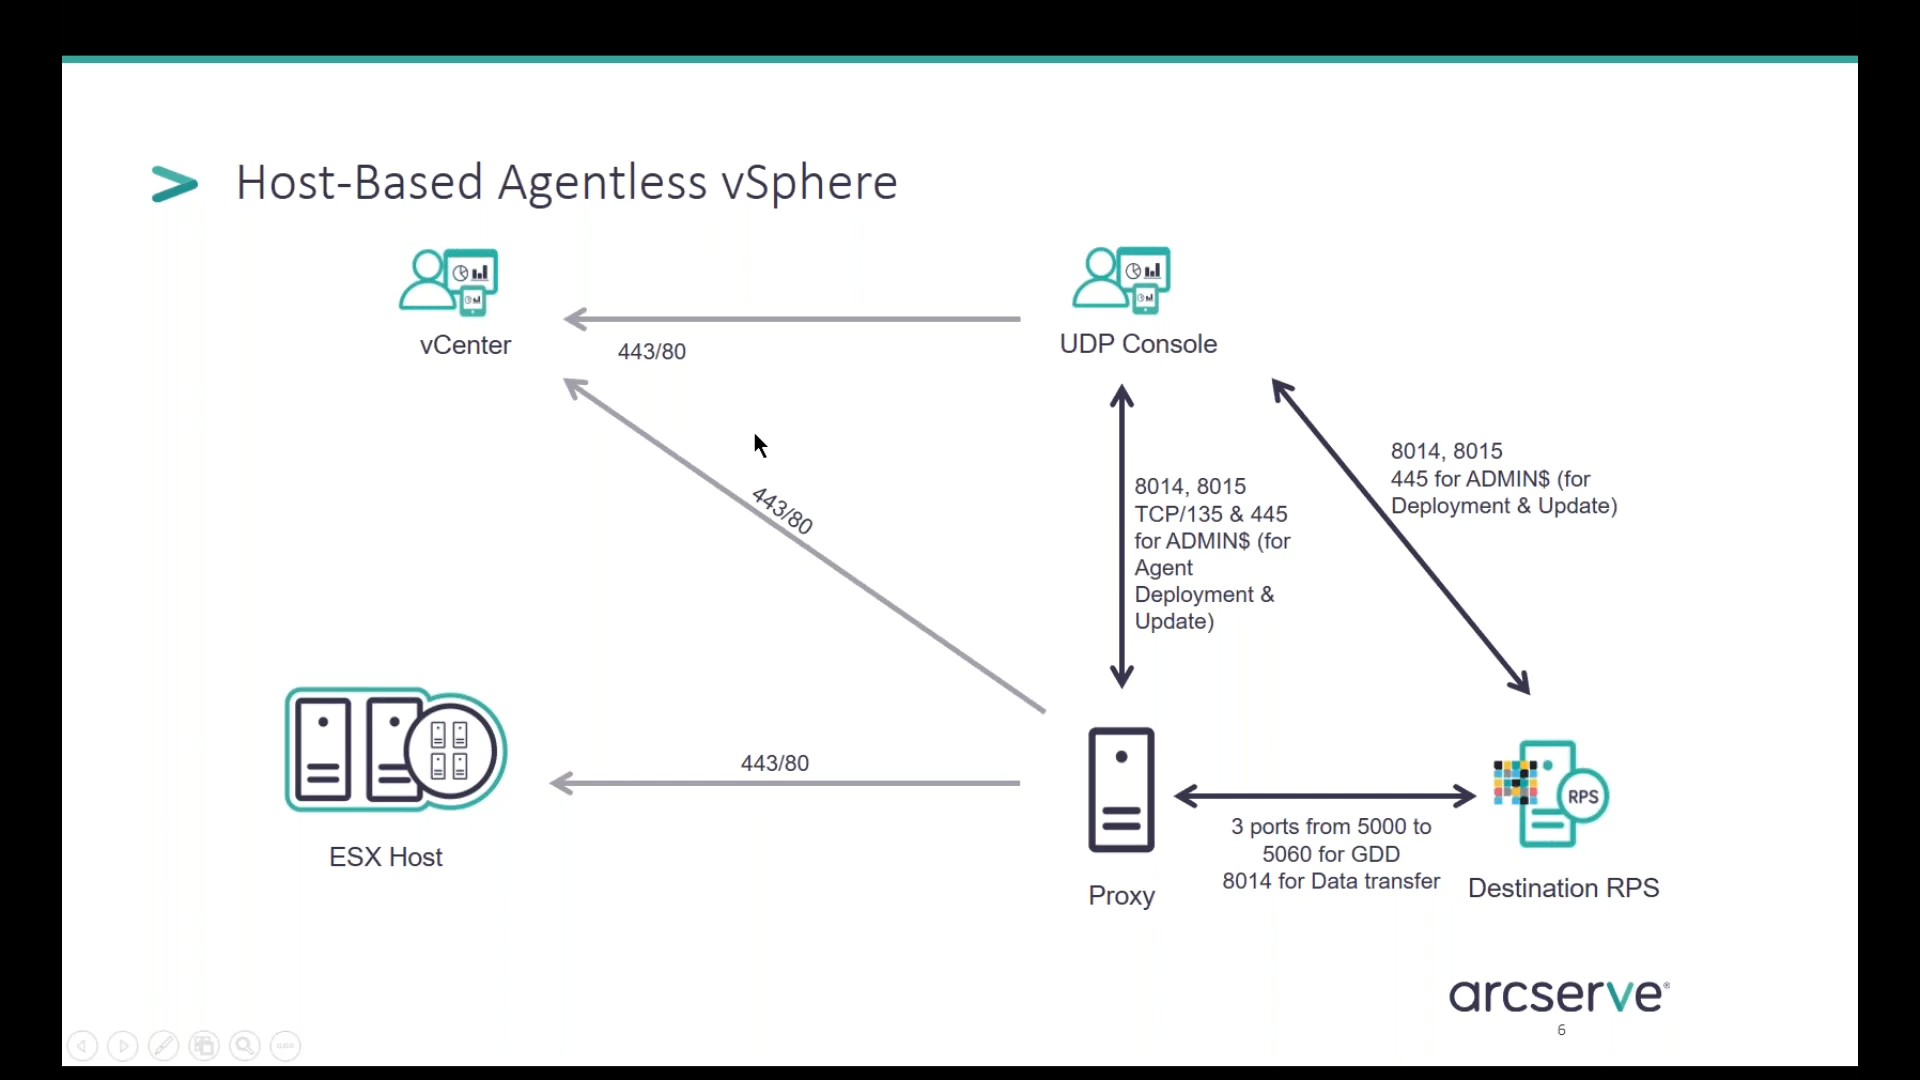 Host-Based Agentless vSphere
vCenter
UDP Console
443/80
443/80
8014, 8015
TCP/135 & 445
for ADMIN$ (for
Agent
Deployment &
Update)
8014, 8015
445 for ADMIN$ (for
Deployment & Update)
ESX Host
443/80
Proxy
3 ports from 5000 to
5060 for GDD
8014 for Data transfer
RPS
Destination RPS
arcserve®
6